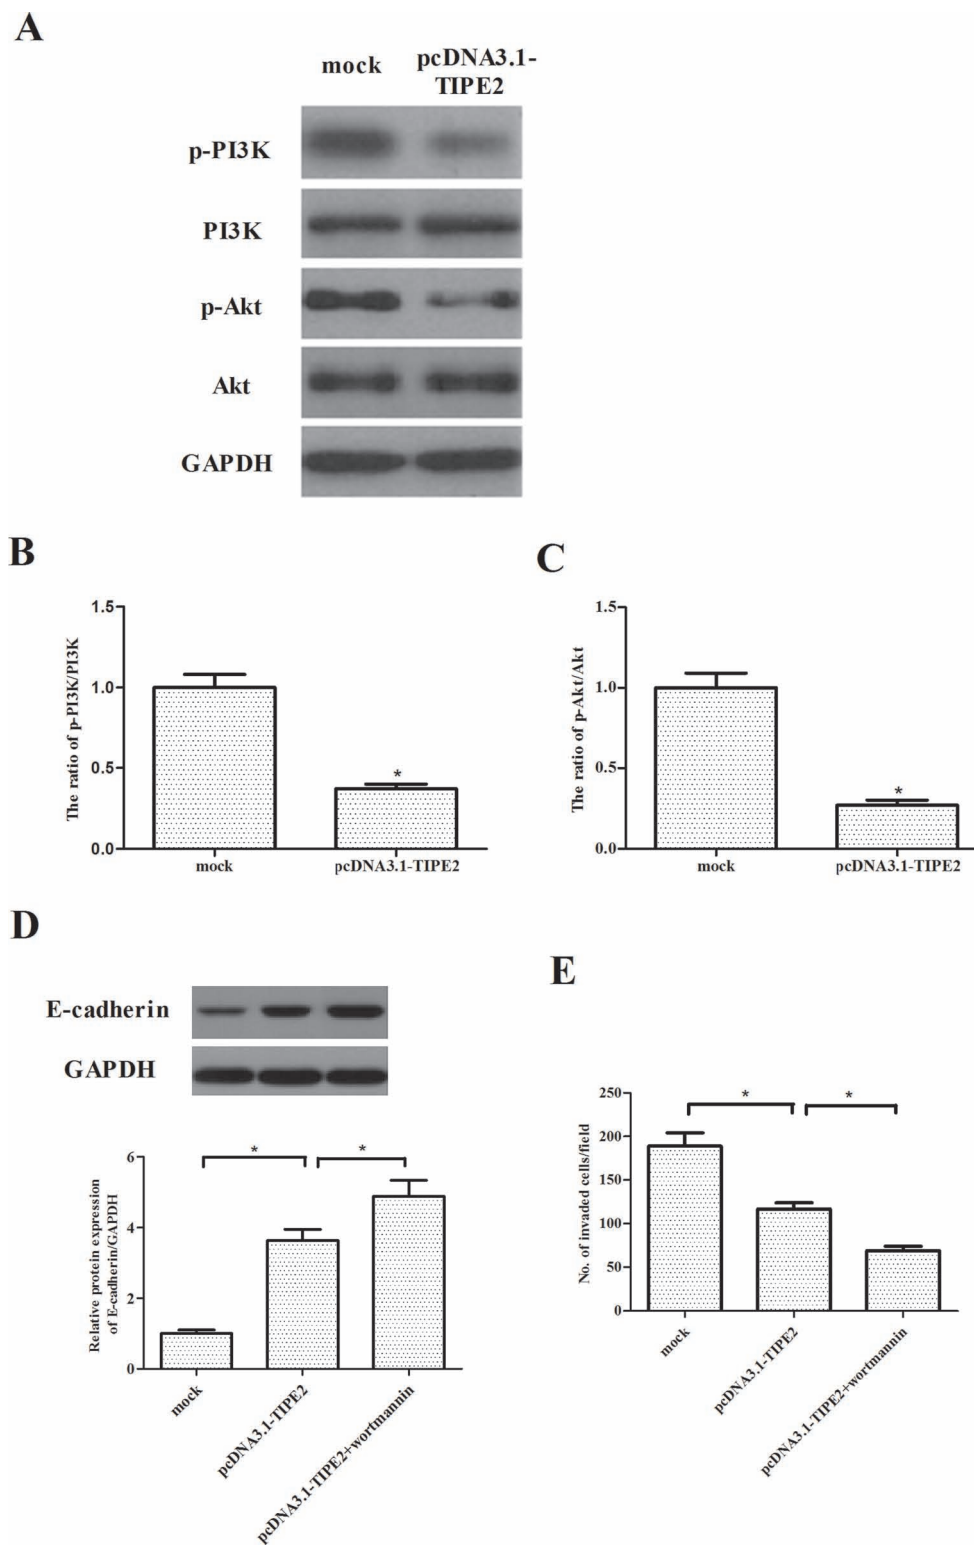 A
mock
pcDNA3.1-
TIPE2
p-PI3K
PI3K
p-Akt
Akt
GAPDH
B
The ratio of p-PI3K/PI3K
1.5
1.0
0.5
0.0
mock
pcDNA3.1-TIPE2
*
C
The ratio of p-Akt/Akt
1.5
1.0
0.5
0.0
mock
pcDNA3.1-TIPE2
*
D
E-cadherin
GAPDH
Relative protein expression
of E-cadherin/GAPDH
6
4
2
0
*
*
mock
pcDNA3.1-TIPE2
pcDNA3.1-TIPE2+wortmannin
E
No. of invaded cells/field
250
200
150
100
50
0
*
*
mock
pcDNA3.1-TIPE2
pcDNA3.1-TIPE2+wortmannin